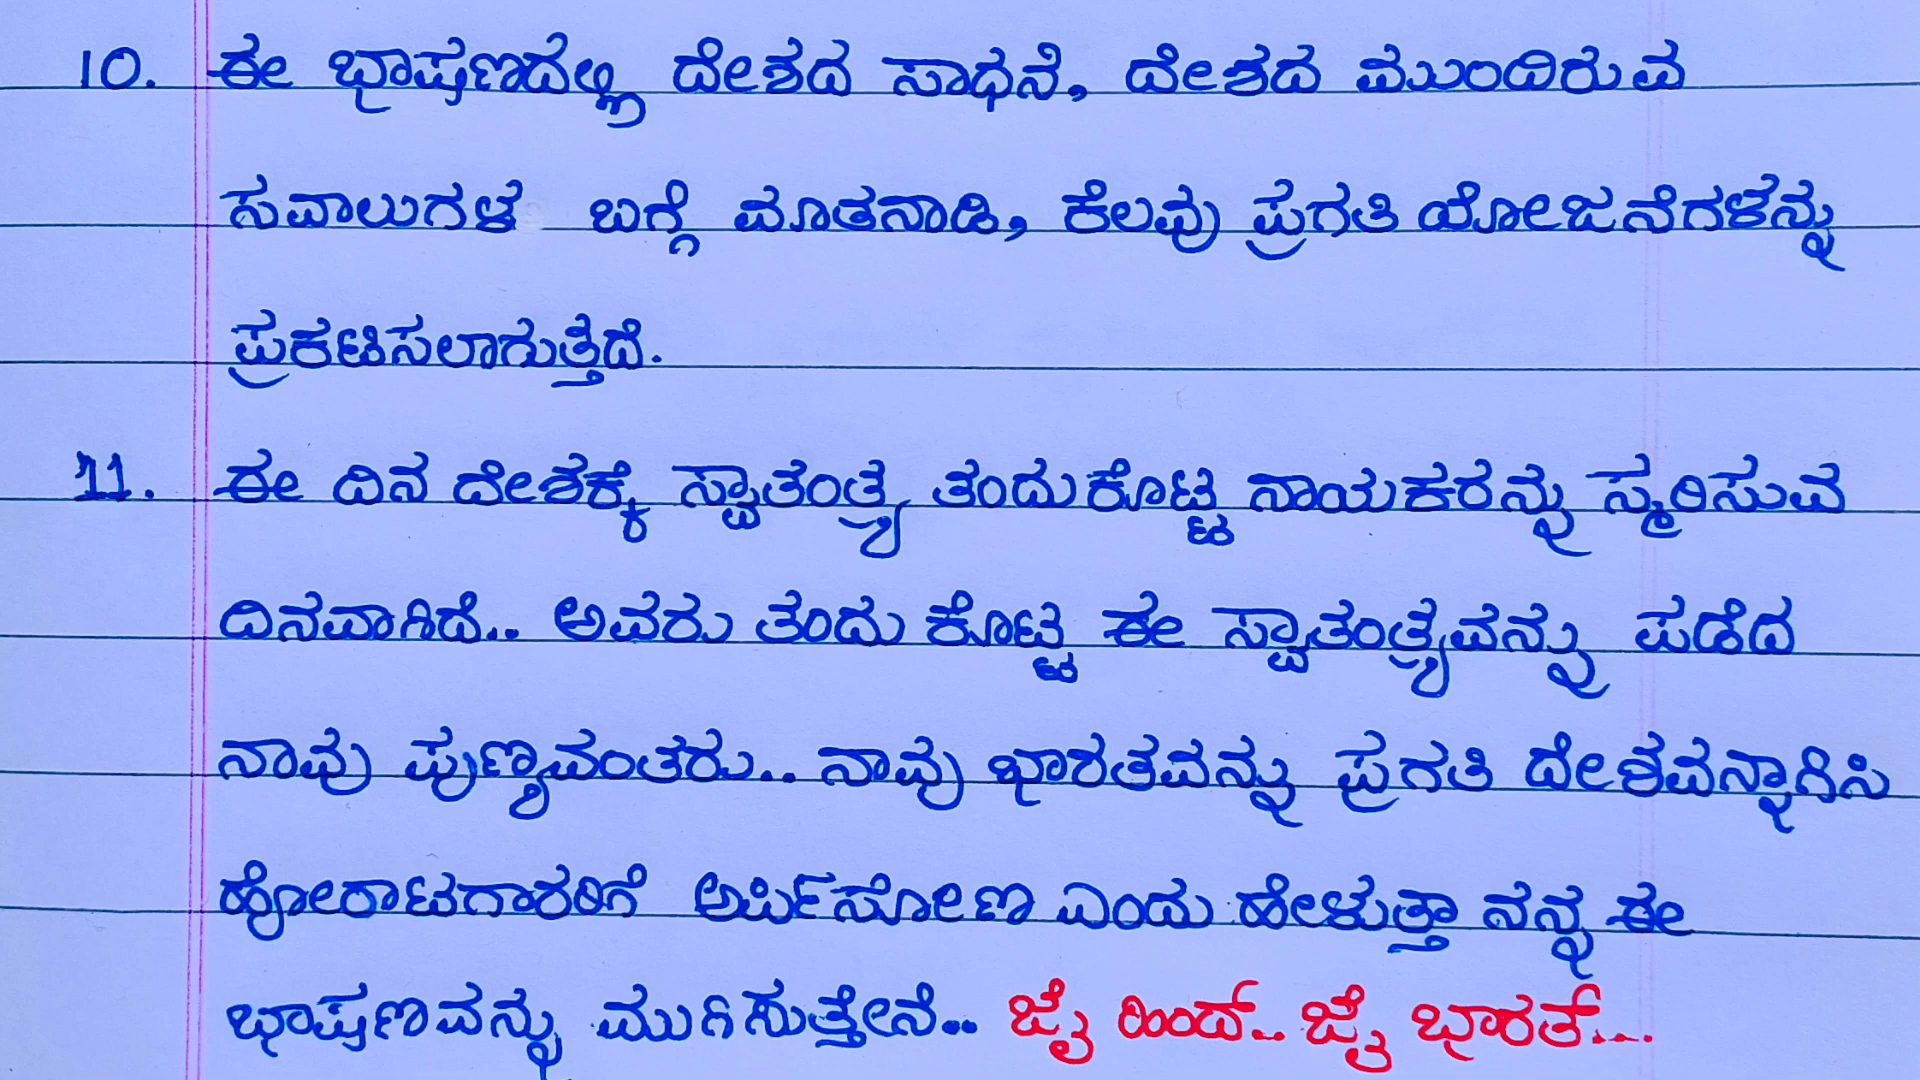 10. ಈ ಭಾಷಣದಲ್ಲಿ ದೇಶದ ಸಾಧನೆ, ದೇಶದ ಮುಂದಿರುವ
ಸವಾಲುಗಳ ಬಗ್ಗೆ ಮಾತನಾಡಿ, ಕೆಲವು ಪ್ರಗತಿ ಯೋಜನೆಗಳನ್ನು
ಪ್ರಕಟಿಸಲಾಗುತ್ತಿದೆ.
11. ಈ ದಿನ ದೇಶಕ್ಕೆ ಸ್ವಾತಂತ್ರ್ಯ ತಂದುಕೊಟ್ಟ ನಾಯಕರನ್ನು ಸ್ಮರಿಸುವ
ದಿನವಾಗಿದೆ.. ಅವರು ತಂದು ಕೊಟ್ಟ ಈ ಸ್ವಾತಂತ್ರ್ಯವನ್ನು ಪಡೆದ
ನಾವು ಪುಣ್ಯವಂತರು.. ನಾವು ಭಾರತವನ್ನು ಪ್ರಗತಿ ದೇಶವನ್ನಾಗಿಸಿ
ಹೋರಾಟಗಾರರಿಗೆ ಅರ್ಪಿಸೋಣ ಎಂದು ಹೇಳುತ್ತಾ ನನ್ನ ಈ
ಭಾಷಣವನ್ನು ಮುಗಿಸುತ್ತೇನೆ.. ಜೈ ಹಿಂದ್.. ಜೈ ಭಾರತ್...